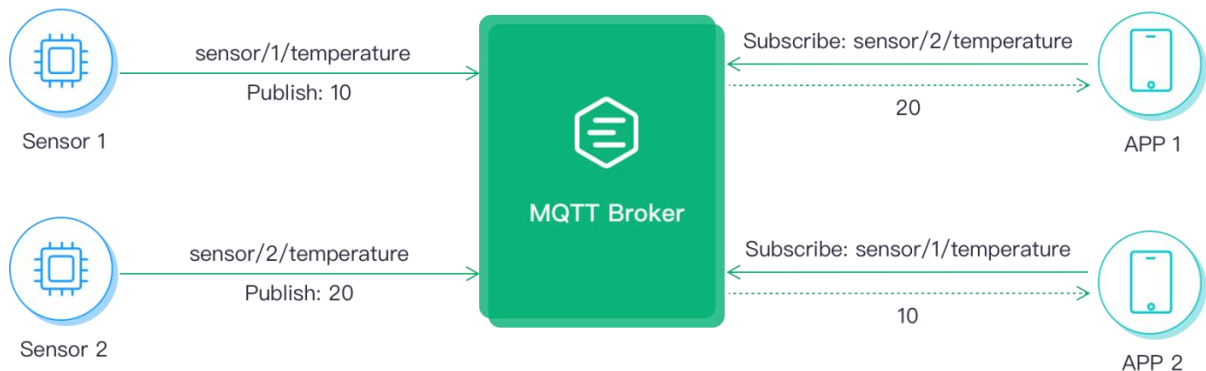 sensor/1/temperature
Publish: 10
Sensor 1
sensor/2/temperature
Publish: 20
Sensor 2
MQTT Broker
Subscribe: sensor/2/temperature
20
APP 1
Subscribe: sensor/1/temperature
10
APP 2